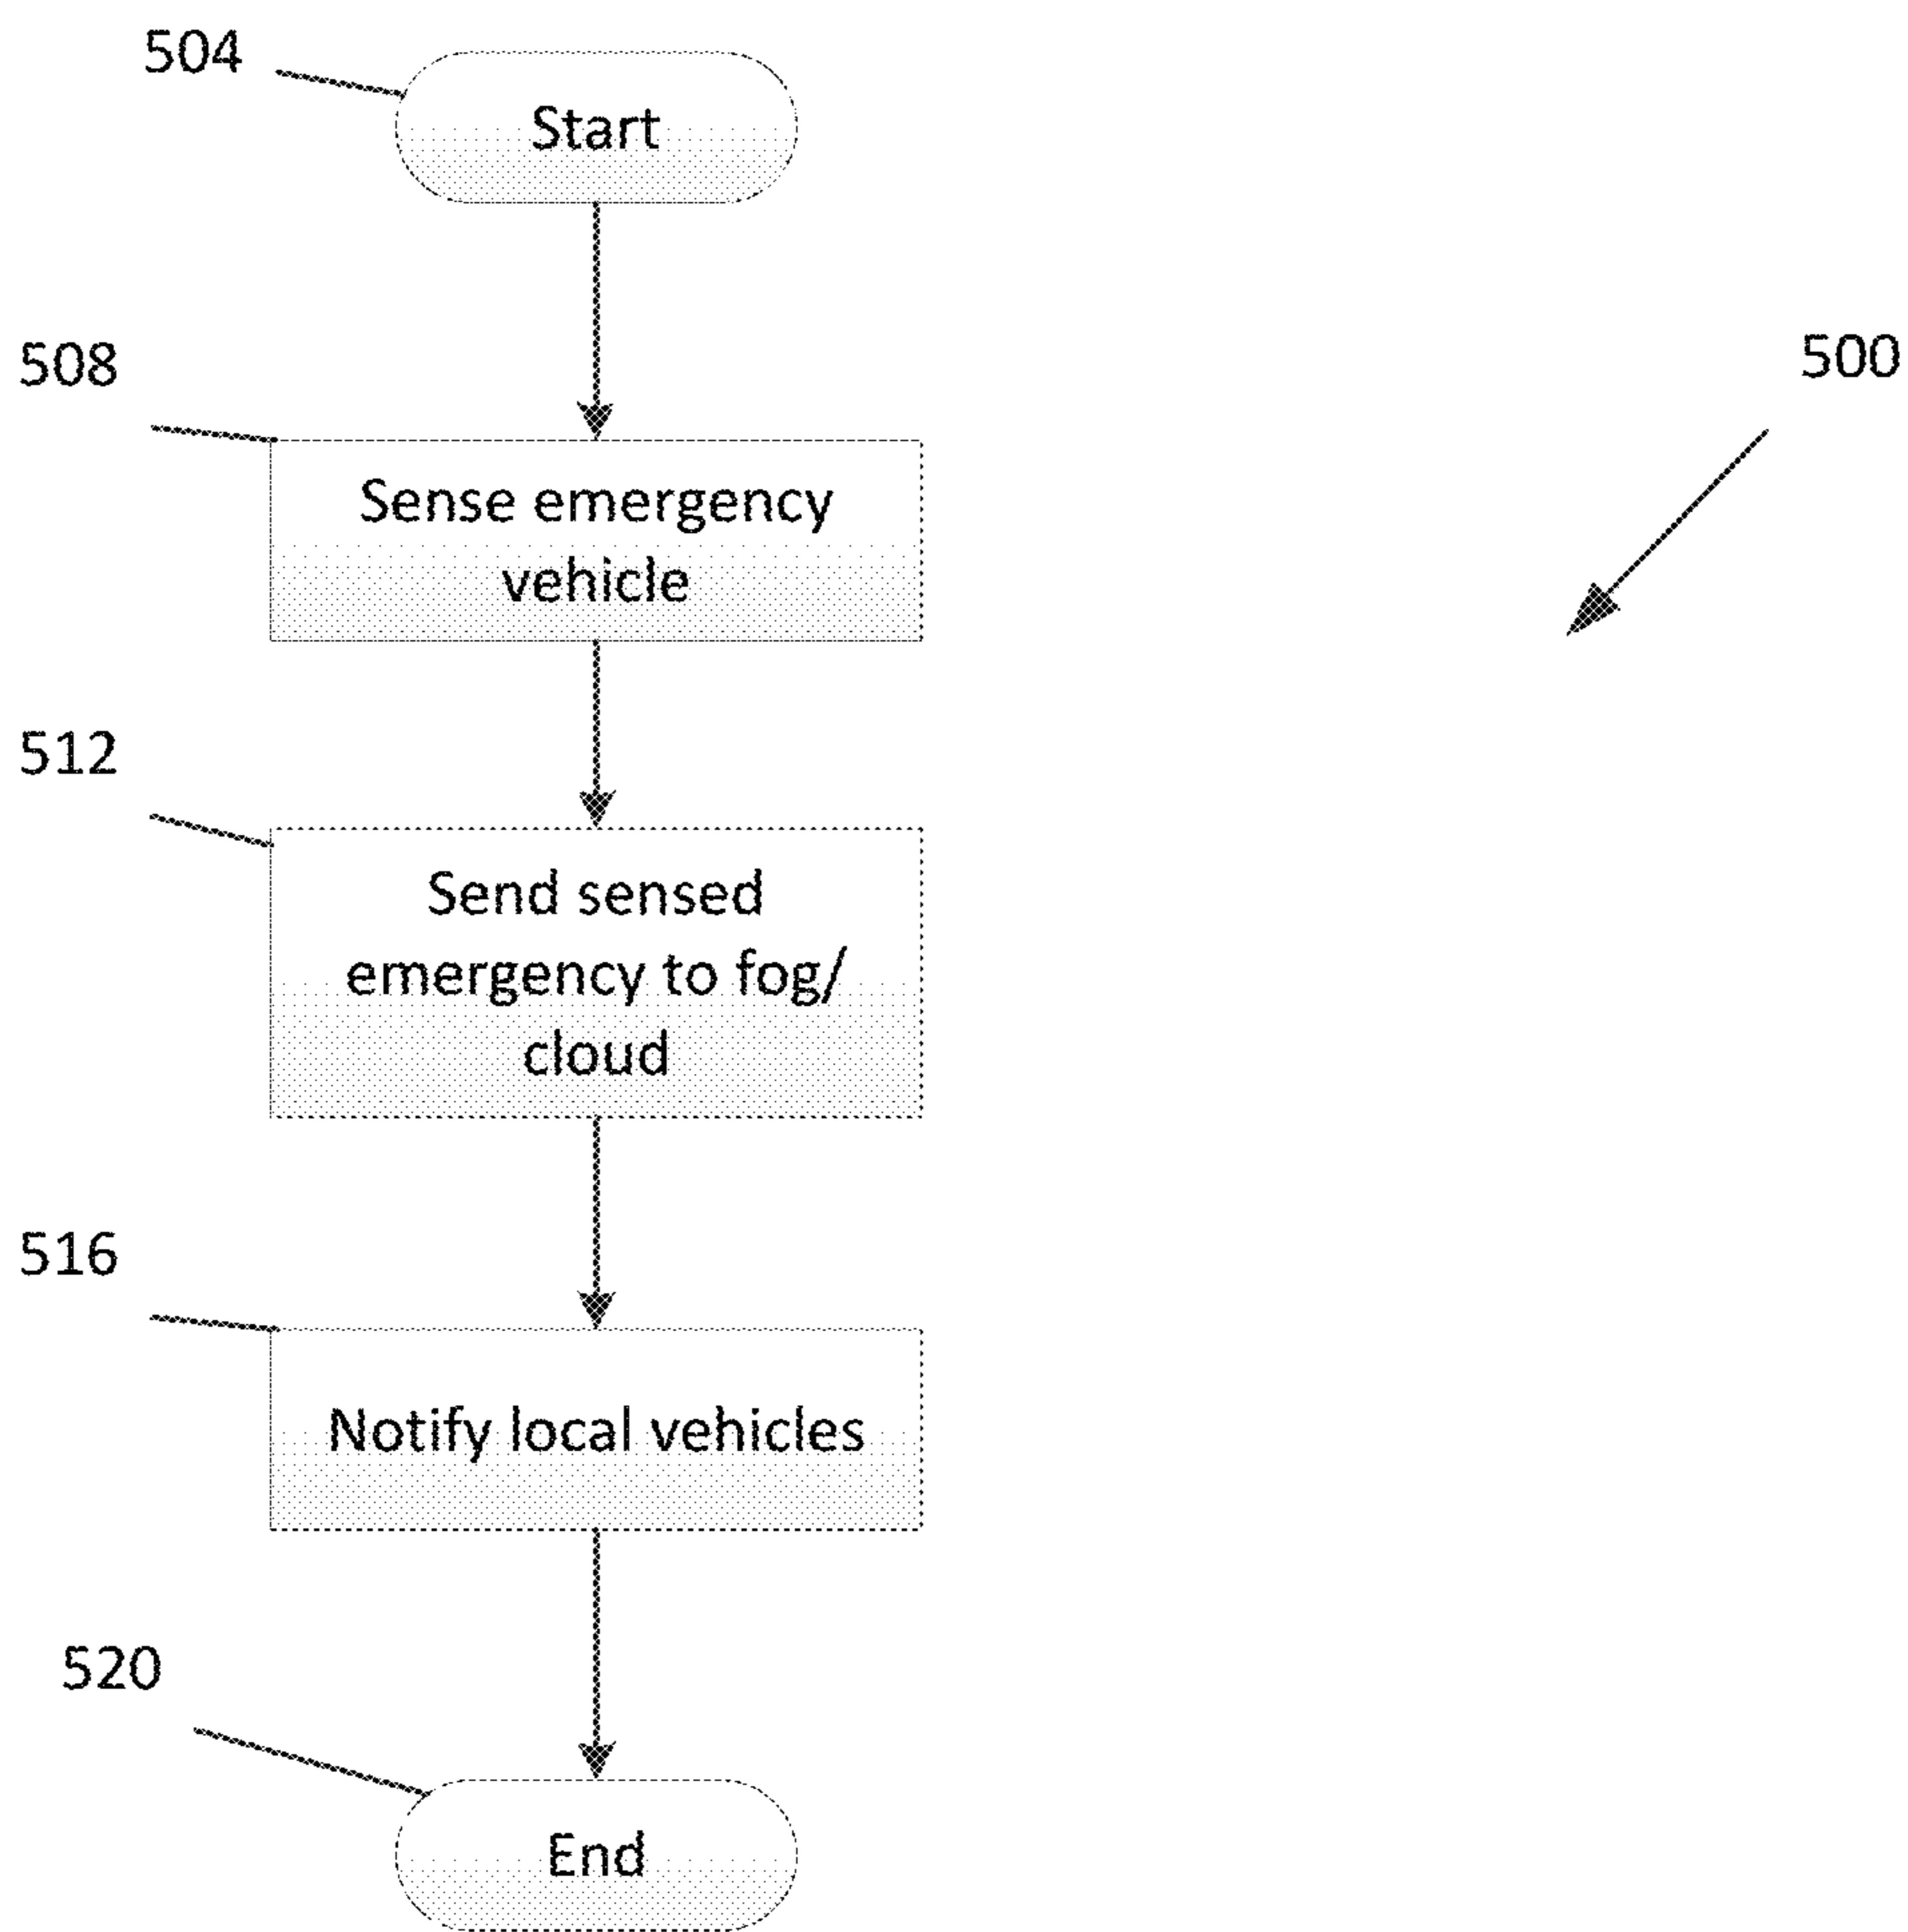 504
Start
508
500
Sense emergency
vehicle
512
Send sensed
emergency to fog/
cloud
516
Notify local vehicles
520
End